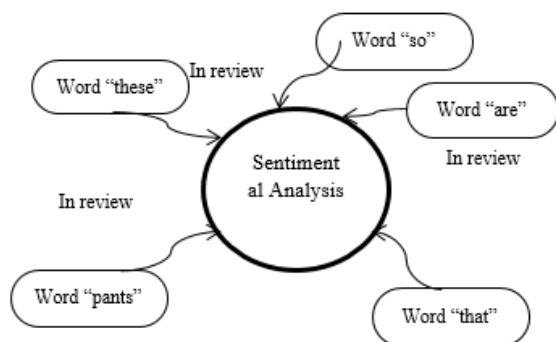 Word “so”
In review
Word “these”
Word “are”
Sentiment
al Analysis
In review
In review
Word “pants”
Word “that”